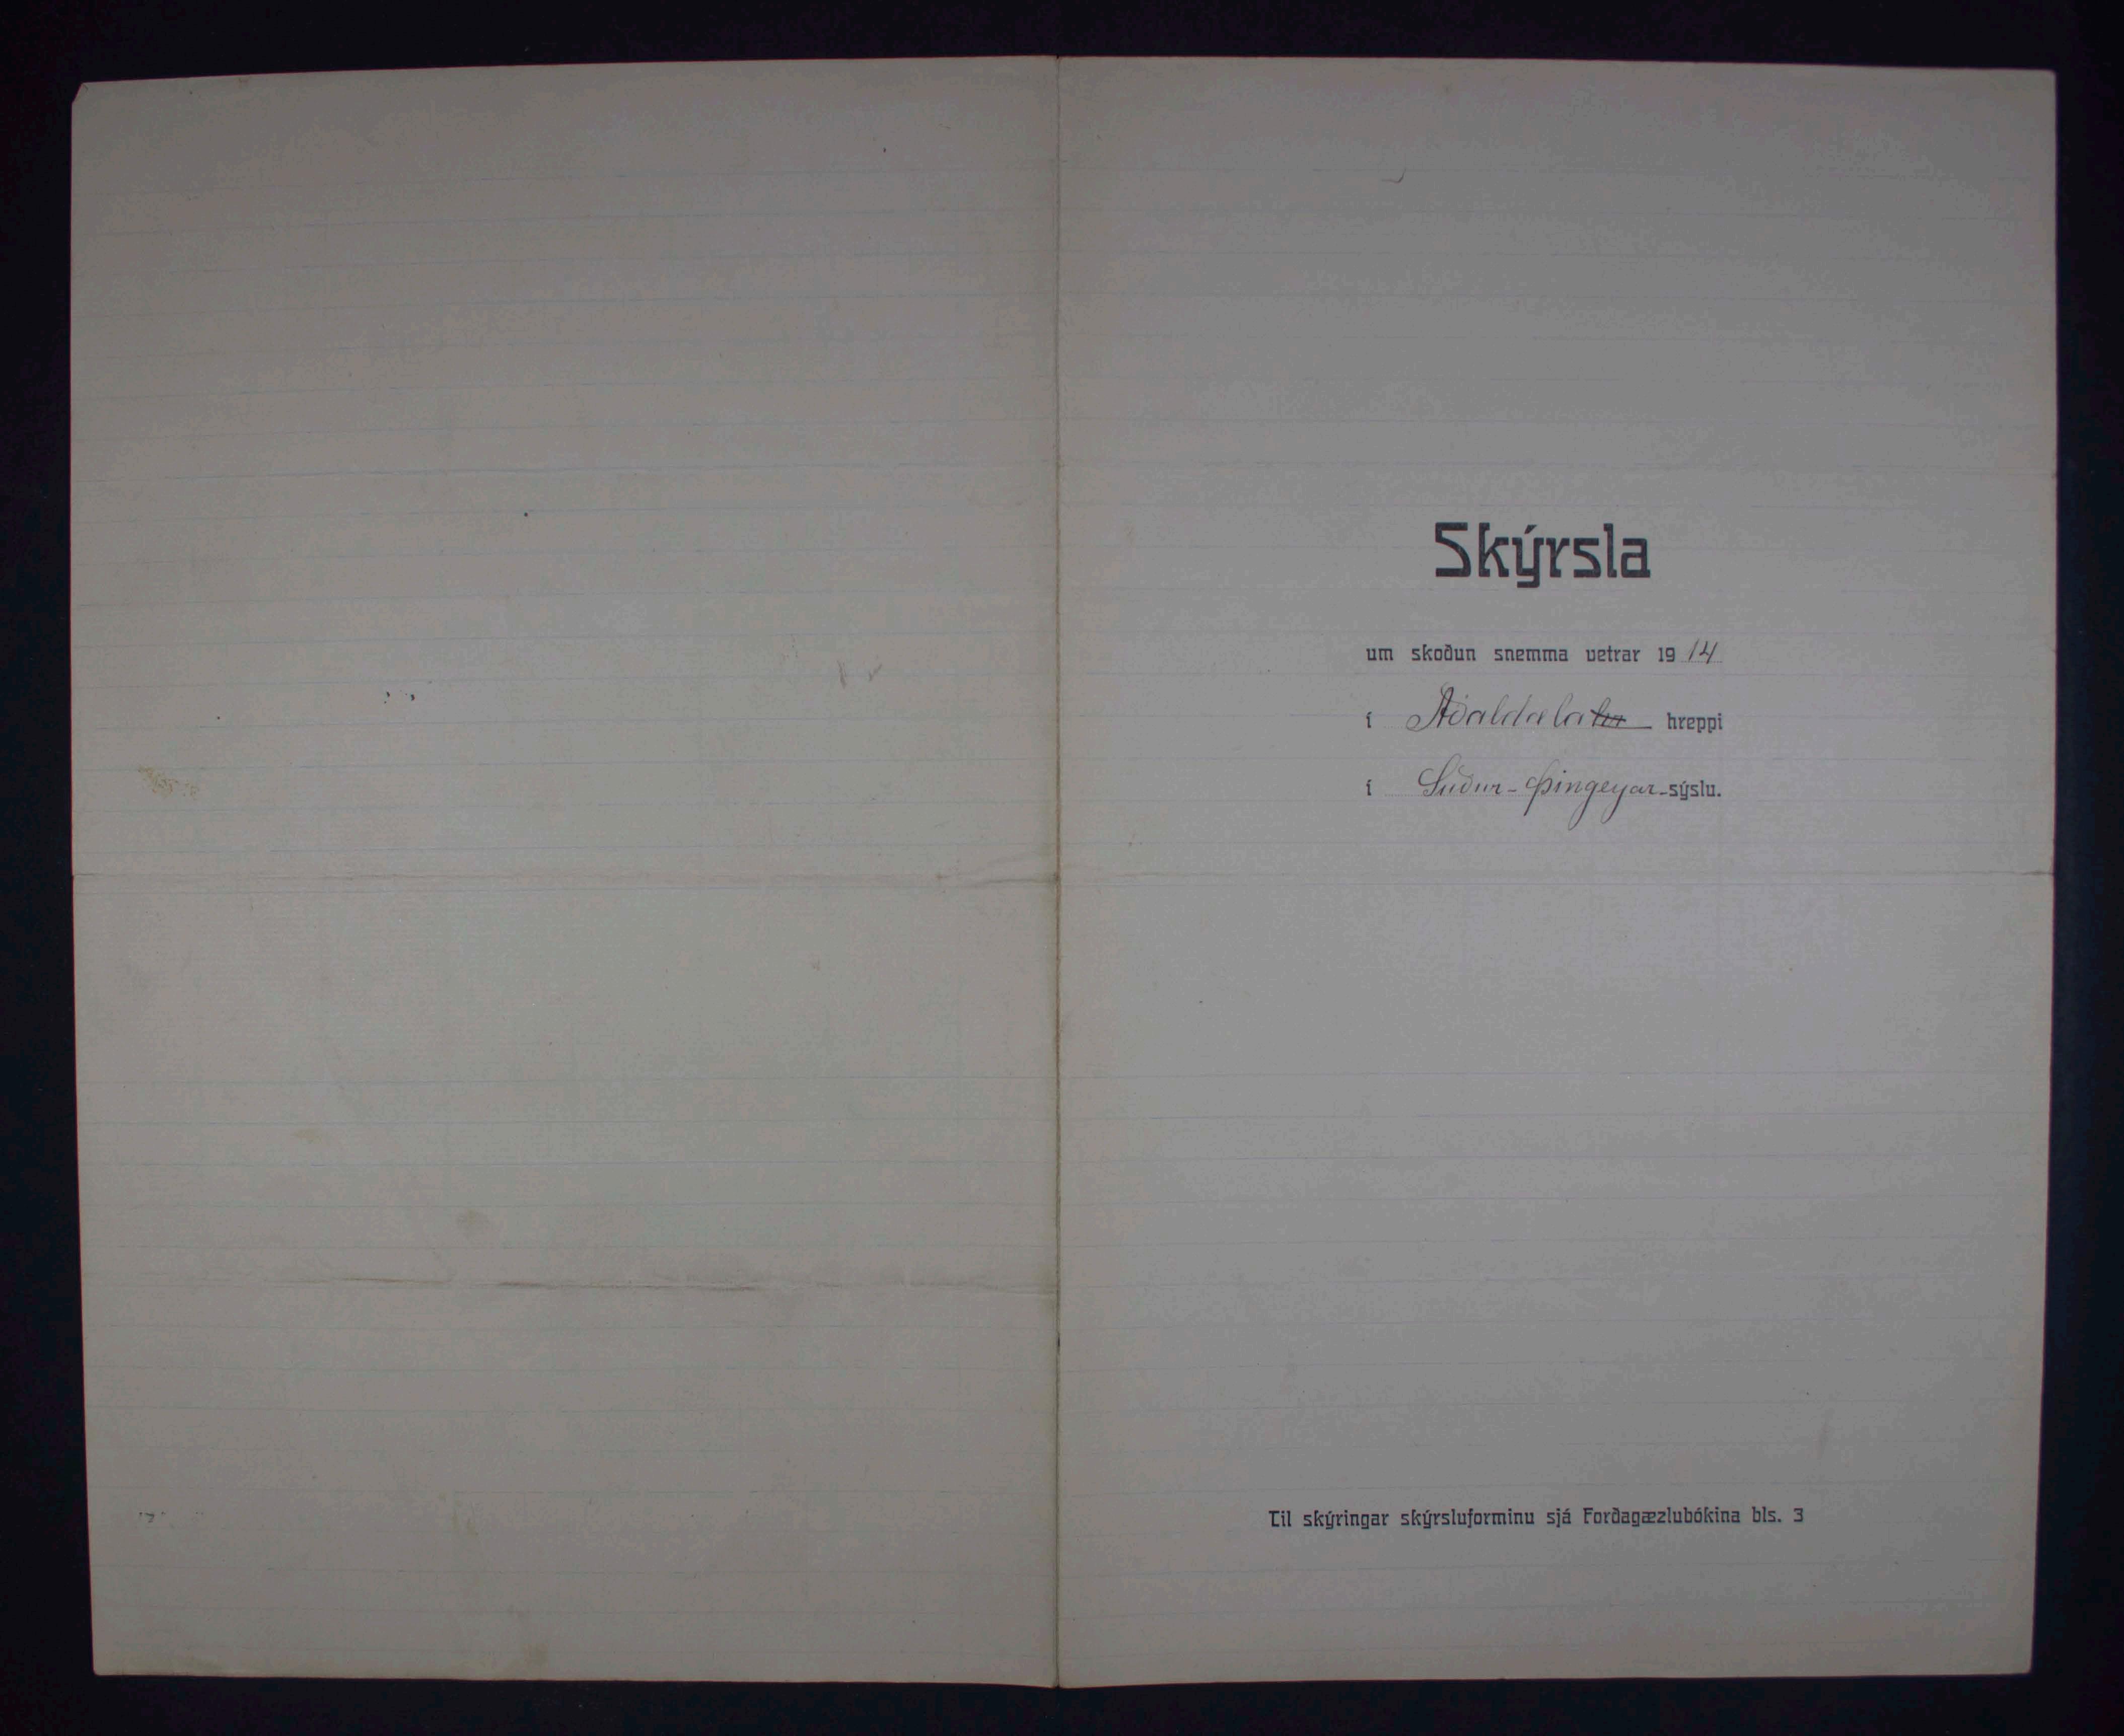 Skýrsla
um skoðun snemma vetrar 1914
í Aðaldæla hreppi
í Suður-Þingeyar-sýslu.
Til skýringar skýrsluforminu sjá Forðagæzlubókina bls. 3